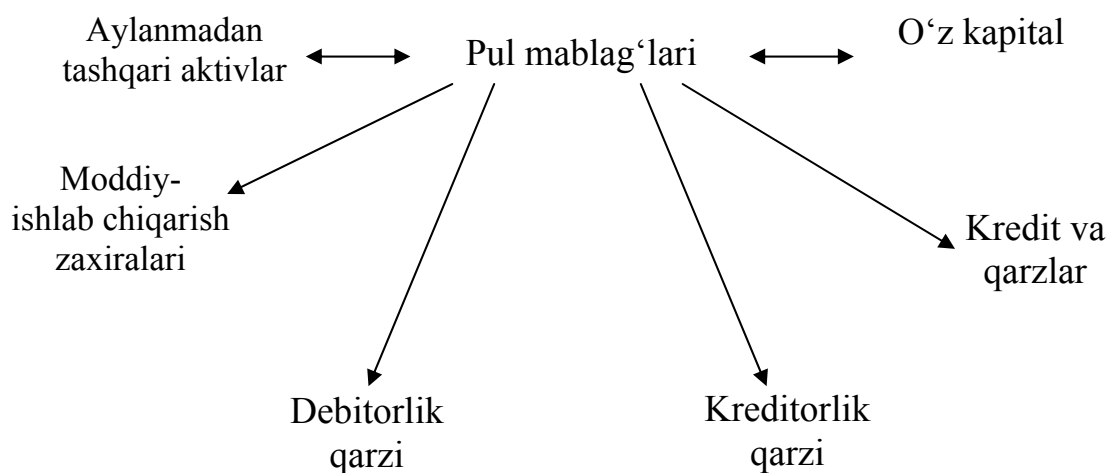 Aylanmadan
tashqari aktivlar
Pul mablag‘lari
O‘z kapital
Moddiy-
ishlab chiqarish
zaxiralari
Kredit va
qarzlar
Debitorlik
qarzi
Kreditorlik
qarzi